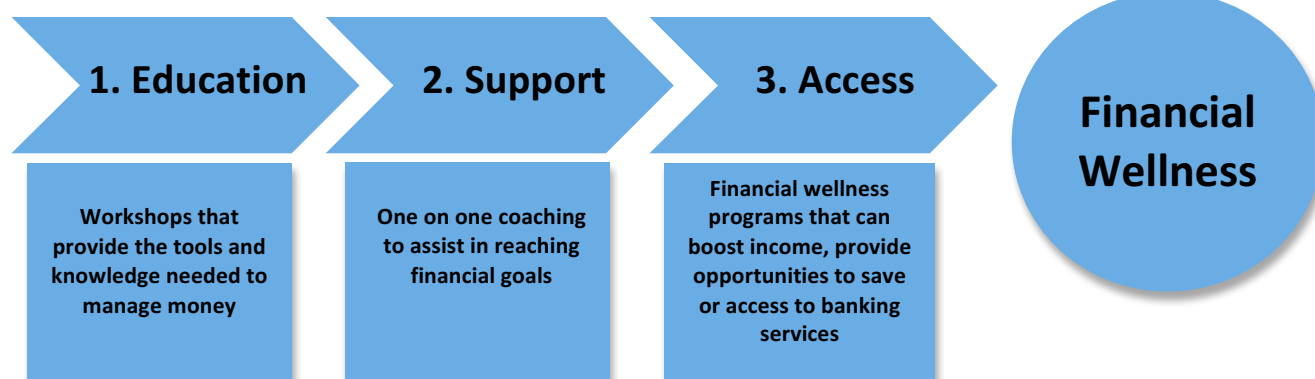 1. Education
2. Support
3. Access
Financial
Wellness
Workshops that
provide the tools and
knowledge needed to
manage money
One on one coaching
to assist in reaching
financial goals
Financial wellness
programs that can
boost income, provide
opportunities to save
or access to banking
services